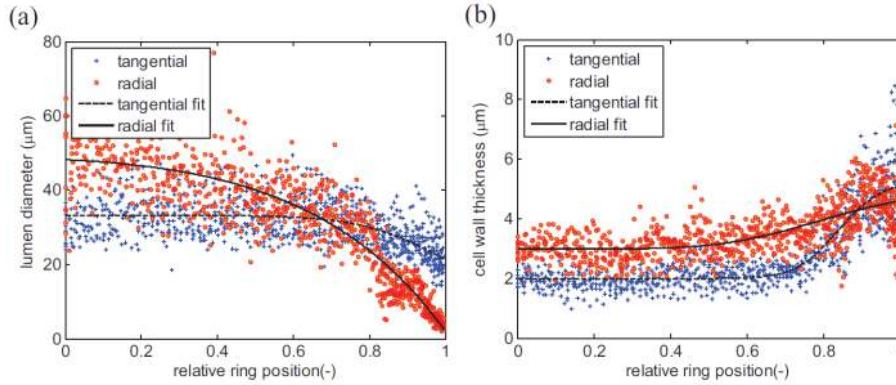 (a)
80
60
40
20
0
lumen diameter (μm)
tangential
radial
tangential fit
radial fit
0 0.2 0.4 0.6 0.8 1
relative ring position(-)
(b)
10
8
6
4
2
0
cell wall thickness (μm)
tangential
radial
tangential fit
radial fit
0 0.2 0.4 0.6 0.8
relative ring position(-)